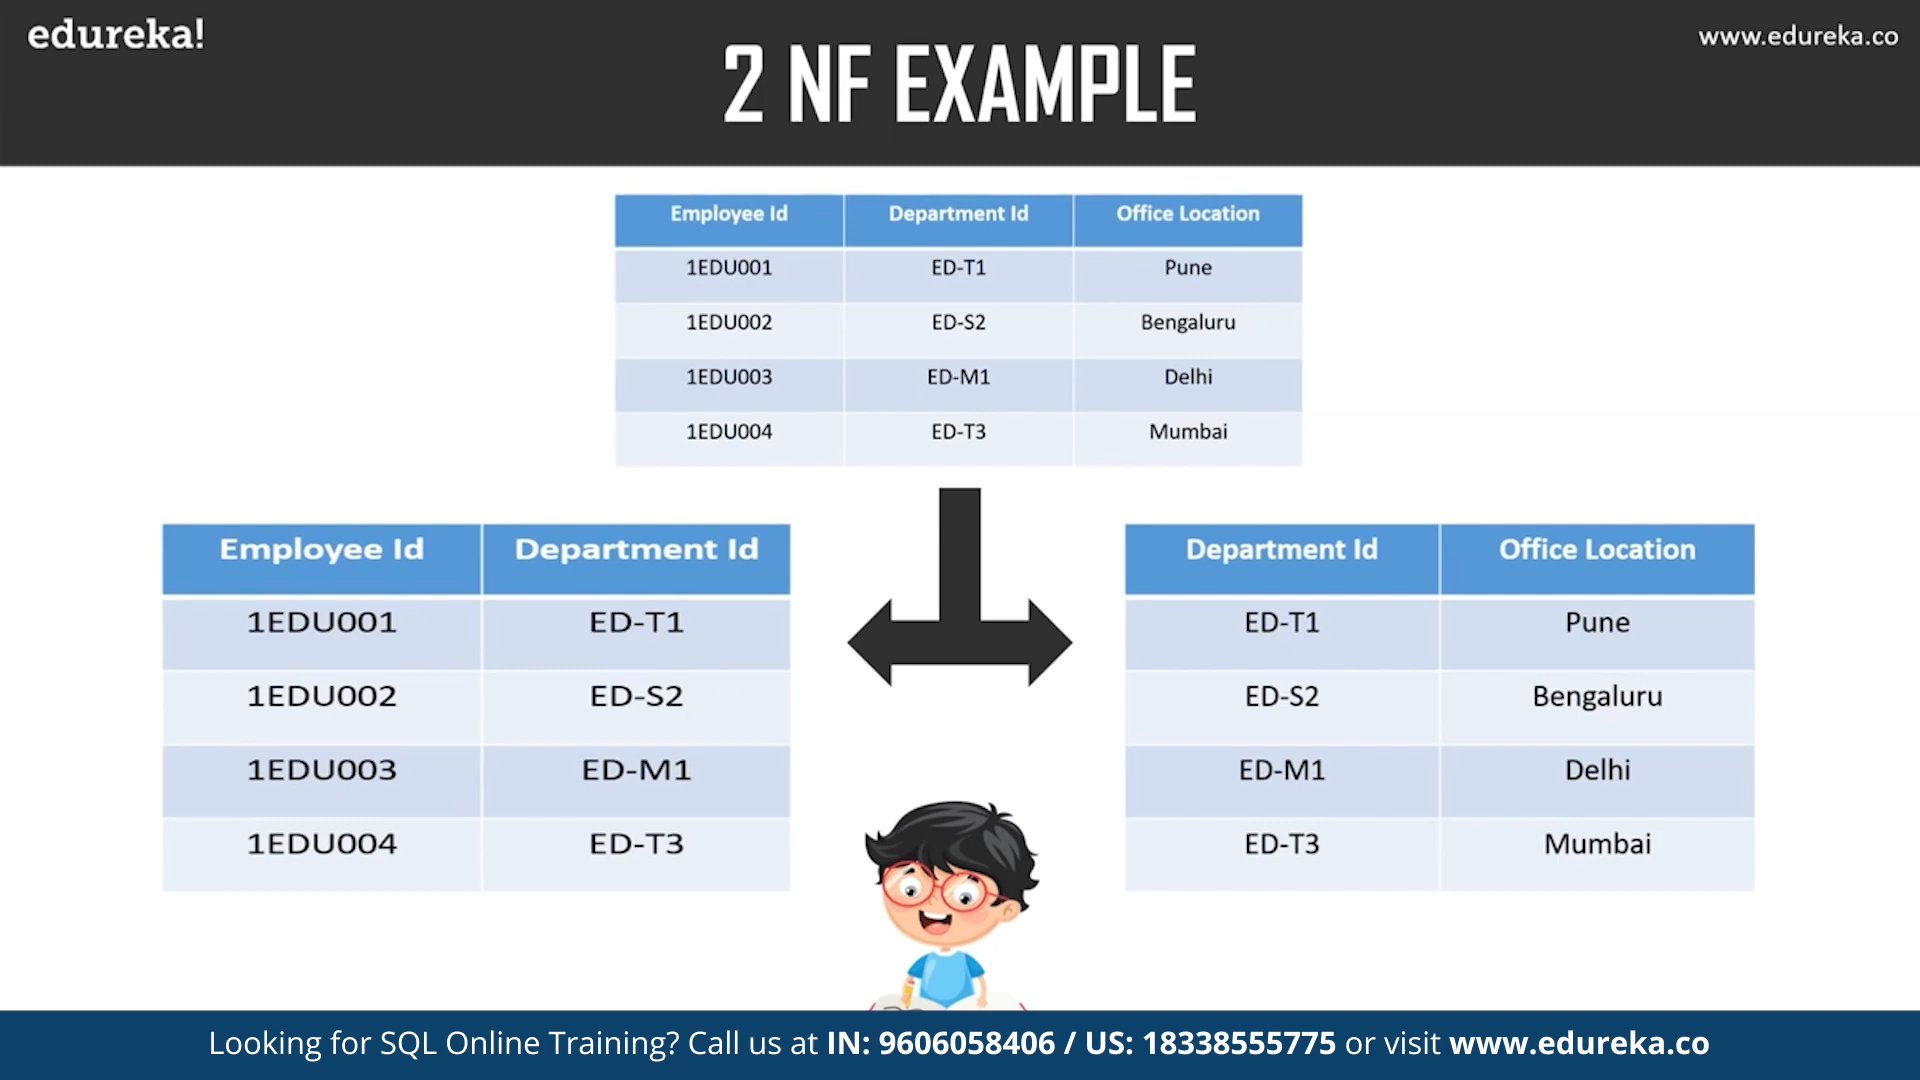 edureka!
www.edureka.co
2 NF EXAMPLE
Employee Id Department Id Office Location
1EDU001 ED-T1 Pune
1EDU002 ED-S2 Bengaluru
1EDU003 ED-M1 Delhi
1EDU004 ED-T3 Mumbai
Employee Id Department Id
1EDU001 ED-T1
1EDU002 ED-S2
1EDU003 ED-M1
1EDU004 ED-T3
Department Id Office Location
ED-T1 Pune
ED-S2 Bengaluru
ED-M1 Delhi
ED-T3 Mumbai
Looking for SQL Online Training? Call us at IN: 9606058406 / US: 18338555775 or visit www.edureka.co